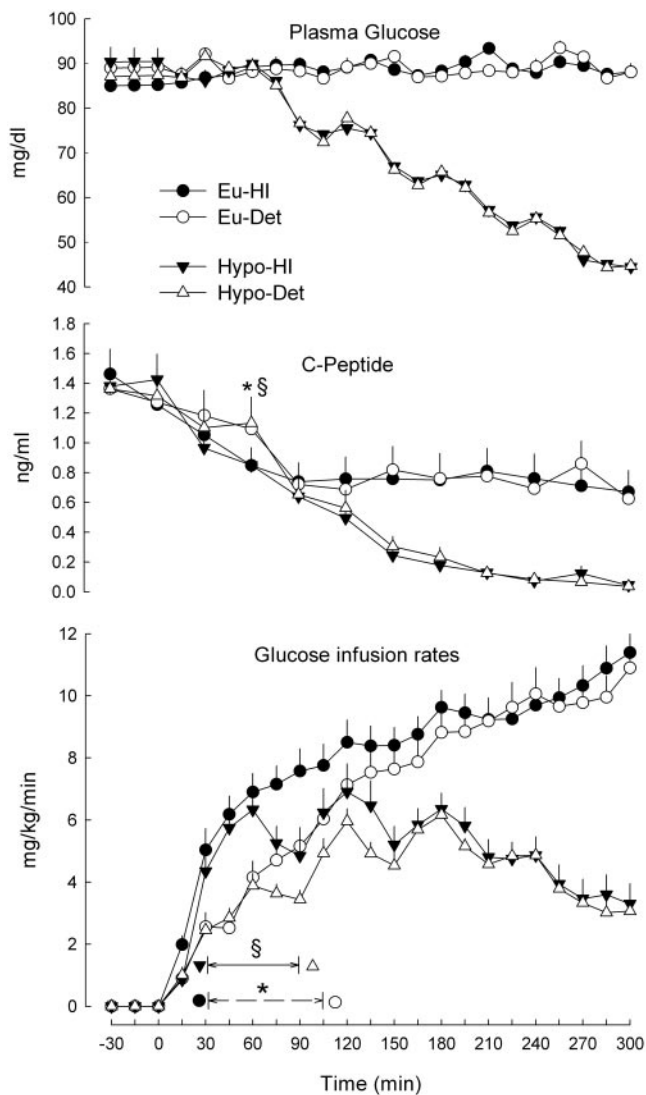 Plasma Glucose
100
90
80
70
60
50
40
mg/dl
Eu-HI
Eu-Det
Hypo-HI
Hypo-Det
C-Peptide
1.8
1.6
1.4
1.2
1.0
0.8
0.6
0.4
0.2
0.0
ng/ml
* §
Glucose infusion rates
12
10
8
6
4
2
0
mg/kg/min
§
*
-30 0 30 60 90 120 150 180 210 240 270 300
Time (min)